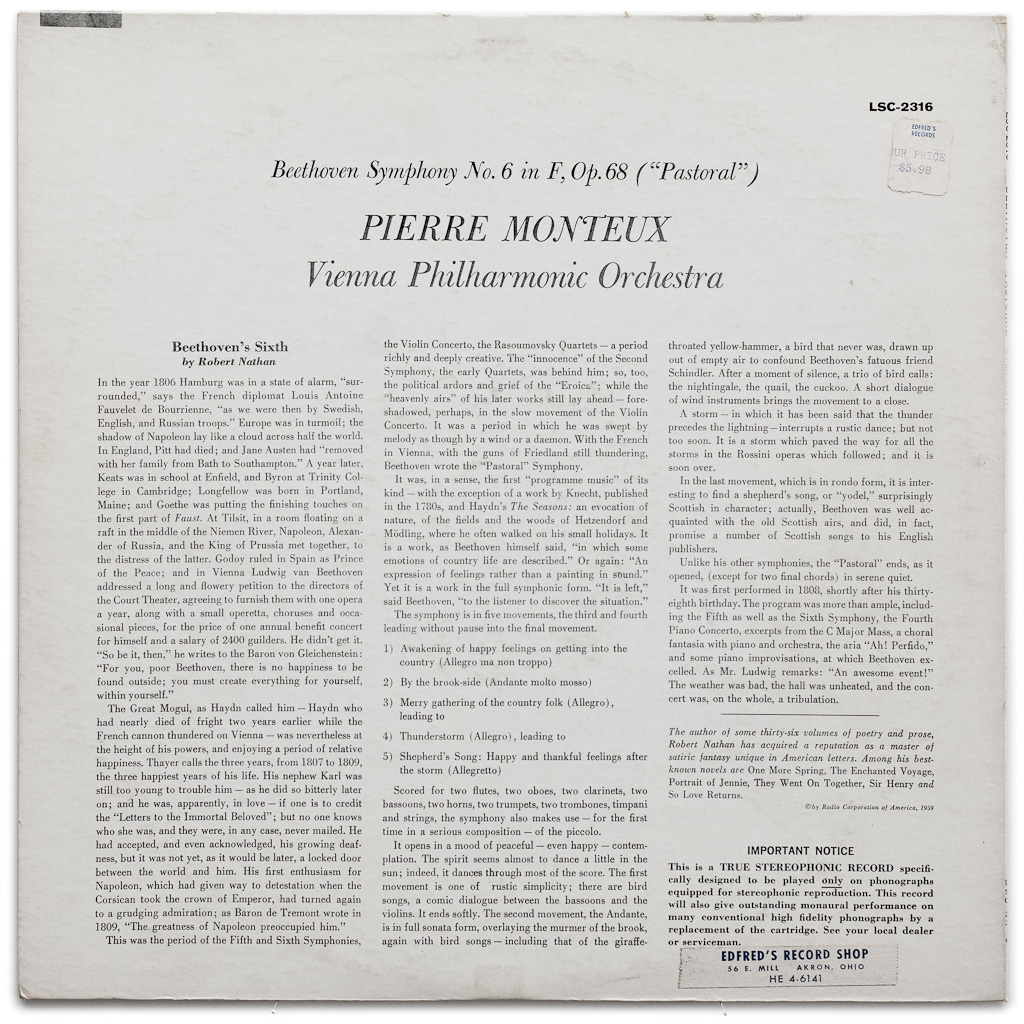 LSC-2316
EDFRED'S
RECORDS
OUR PRICE
$5.98
Beethoven Symphony No. 6 in F, Op. 68 (“Pastoral”)
PIERRE MONTEUX
Vienna Philharmonic Orchestra
Beethoven's Sixth
by Robert Nathan
In the year 1806 Hamburg was in a state of alarm, “sur-
rounded,” says the French diplomat Louis Antoine
Fauvelet de Bourrienne, “as we were then by Swedish,
English, and Russian troops.” Europe was in turmoil; the
shadow of Napoleon lay like a cloud across half the world.
In England, Pitt had died; and Jane Austen had “removed
with her family from Bath to Southampton.” A year later,
Keats was in school at Enfield, and Byron at Trinity Col-
lege in Cambridge; Longfellow was born in Portland,
Maine; and Goethe was putting the finishing touches on
the first part of Faust. At Tilsit, in a room floating on a
raft in the middle of the Niemen River, Napoleon, Alexan-
der of Russia, and the King of Prussia met together, to
the distress of the latter. Godoy ruled in Spain as Prince
of the Peace; and in Vienna Ludwig van Beethoven
addressed a long and flowery petition to the directors of
the Court Theater, agreeing to furnish them with one opera
a year, along with a small operetta, choruses and occa-
sional pieces, for the price of one annual benefit concert
for himself and a salary of 2400 guilders. He didn't get it.
“So be it, then,” he writes to the Baron von Gleichenstein:
“For you, poor Beethoven, there is no happiness to be
found outside; you must create everything for yourself,
within yourself.”
The Great Mogul, as Haydn called him — Haydn who
had nearly died of fright two years earlier while the
French cannon thundered on Vienna — was nevertheless at
the height of his powers, and enjoying a period of relative
happiness. Thayer calls the three years, from 1807 to 1809,
the three happiest years of his life. His nephew Karl was
still too young to trouble him — as he did so bitterly later
on; and he was, apparently, in love — if one is to credit
the “Letters to the Immortal Beloved”; but no one knows
who she was, and they were, in any case, never mailed. He
had accepted, and even acknowledged, his growing deaf-
ness, but it was not yet, as it would be later, a locked door
between the world and him. His first enthusiasm for
Napoleon, which had given way to detestation when the
Corsican took the crown of Emperor, had turned again
to a grudging admiration; as Baron de Tremont wrote in
1809, “The greatness of Napoleon preoccupied him.”
This was the period of the Fifth and Sixth Symphonies,
the Violin Concerto, the Rasoumovsky Quartets — a period
richly and deeply creative. The “innocence” of the Second
Symphony, the early Quartets, was behind him; so, too,
the political ardors and grief of the “Eroica”; while the
“heavenly airs” of his later works still lay ahead — fore-
shadowed, perhaps, in the slow movement of the Violin
Concerto. It was a period in which he was swept by
melody as though by a wind or a daemon. With the French
in Vienna, with the guns of Friedland still thundering,
Beethoven wrote the “Pastoral” Symphony.
It was, in a sense, the first “programme music” of its
kind — with the exception of a work by Knecht, published
in the 1780s, and Haydn's The Seasons: an evocation of
nature, of the fields and the woods of Hetzendorf and
Mödling, where he often walked on his small holidays. It
is a work, as Beethoven himself said, “in which some
emotions of country life are described.” Or again: “An
expression of feelings rather than a painting in sound.”
Yet it is a work in the full symphonic form. “It is left,”
said Beethoven, “to the listener to discover the situation.”
The symphony is in five movements, the third and fourth
leading without pause into the final movement.
1) Awakening of happy feelings on getting into the
country (Allegro ma non troppo)
2) By the brook-side (Andante molto mosso)
3) Merry gathering of the country folk (Allegro),
leading to
4) Thunderstorm (Allegro), leading to
5) Shepherd's Song: Happy and thankful feelings after
the storm (Allegretto)
Scored for two flutes, two oboes, two clarinets, two
bassoons, two horns, two trumpets, two trombones, timpani
and strings, the symphony also makes use — for the first
time in a serious composition — of the piccolo.
It opens in a mood of peaceful — even happy — contem-
plation. The spirit seems almost to dance a little in the
sun; indeed, it dances through most of the score. The first
movement is one of rustic simplicity; there are bird
songs, a comic dialogue between the bassoons and the
violins. It ends softly. The second movement, the Andante,
is in full sonata form, overlaying the murmer of the brook,
again with bird songs — including that of the giraffe-
throated yellow-hammer, a bird that never was, drawn up
out of empty air to confound Beethoven's fatuous friend
Schindler. After a moment of silence, a trio of bird calls:
the nightingale, the quail, the cuckoo. A short dialogue
of wind instruments brings the movement to a close.
A storm — in which it has been said that the thunder
precedes the lightning — interrupts a rustic dance; but not
too soon. It is a storm which paved the way for all the
storms in the Rossini operas which followed; and it is
soon over.
In the last movement, which is in rondo form, it is inter-
esting to find a shepherd's song, or “yodel,” surprisingly
Scottish in character; actually, Beethoven was well ac-
quainted with the old Scottish airs, and did, in fact,
promise a number of Scottish songs to his English
publishers.
Unlike his other symphonies, the “Pastoral” ends, as it
opened, (except for two final chords) in serene quiet.
It was first performed in 1808, shortly after his thirty-
eighth birthday. The program was more than ample, includ-
ing the Fifth as well as the Sixth Symphony, the Fourth
Piano Concerto, excerpts from the C Major Mass, a choral
fantasia with piano and orchestra, the aria “Ah! Perfido,”
and some piano improvisations, at which Beethoven ex-
celled. As Mr. Ludwig remarks: “An awesome event!”
The weather was bad, the hall was unheated, and the con-
cert was, on the whole, a tribulation.
The author of some thirty-six volumes of poetry and prose,
Robert Nathan has acquired a reputation as a master of
satiric fantasy unique in American letters. Among his best-
known novels are One More Spring, The Enchanted Voyage,
Portrait of Jennie, They Went On Together, Sir Henry and
So Love Returns.
© by Radio Corporation of America, 1959
IMPORTANT NOTICE
This is a TRUE STEREOPHONIC RECORD specifi-
cally designed to be played only on phonographs
equipped for stereophonic reproduction. This record
will also give outstanding monaural performance on
many conventional high fidelity phonographs by a
replacement of the cartridge. See your local dealer
or serviceman.
EDFRED'S RECORD SHOP
56 E. MILL AKRON, OHIO
HE 4-6141